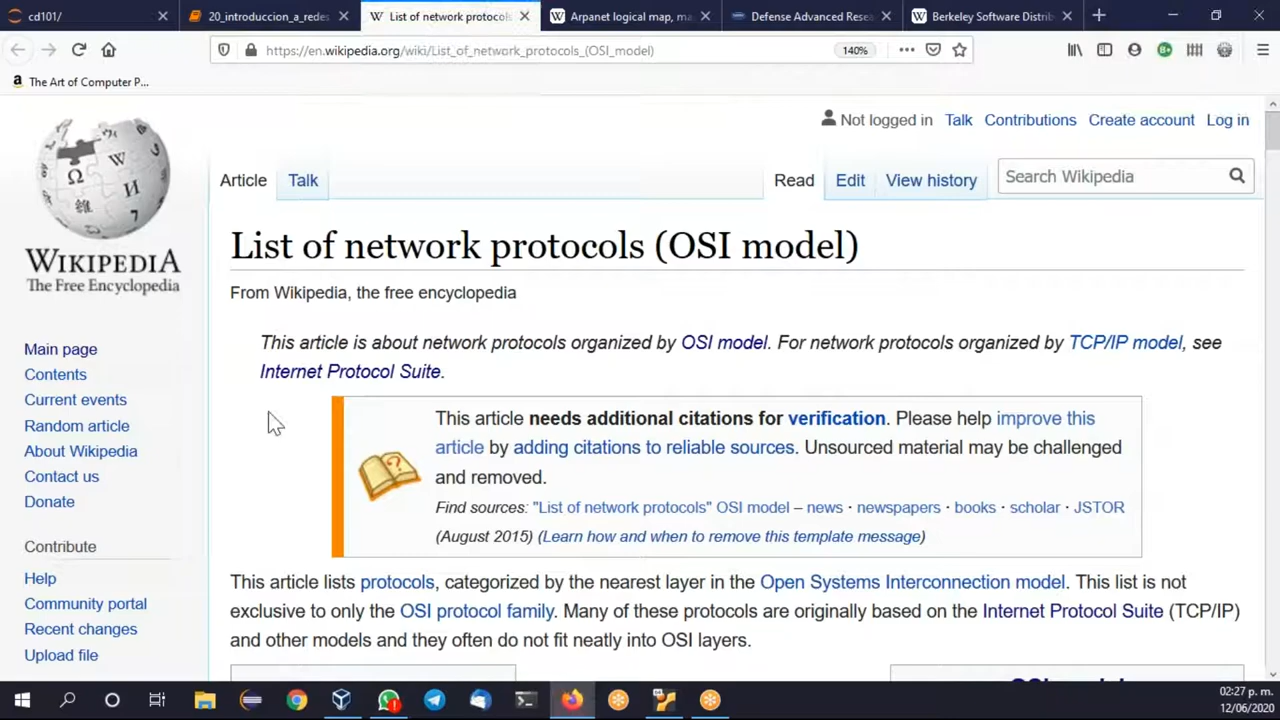 cd101/
20_introduccion_a_redes
List of network protocols
Arpanet logical map, ma
Defense Advanced Resea
Berkeley Software Distrib
https://en.wikipedia.org/wiki/List_of_network_protocols_(OSI_model)
140%
The Art of Computer P...
Not logged in Talk Contributions Create account Log in
Article Talk Read Edit View history Search Wikipedia
WIKIPEDIA
The Free Encyclopedia
Main page
Contents
Current events
Random article
About Wikipedia
Contact us
Donate
Contribute
Help
Community portal
Recent changes
Upload file
List of network protocols (OSI model)
From Wikipedia, the free encyclopedia
This article is about network protocols organized by OSI model. For network protocols organized by TCP/IP model, see
Internet Protocol Suite.
This article needs additional citations for verification. Please help improve this
article by adding citations to reliable sources. Unsourced material may be challenged
and removed.
Find sources: "List of network protocols" OSI model – news · newspapers · books · scholar · JSTOR
(August 2015) (Learn how and when to remove this template message)
This article lists protocols, categorized by the nearest layer in the Open Systems Interconnection model. This list is not
exclusive to only the OSI protocol family. Many of these protocols are originally based on the Internet Protocol Suite (TCP/IP)
and other models and they often do not fit neatly into OSI layers.
02:27 p. m.
12/06/2020